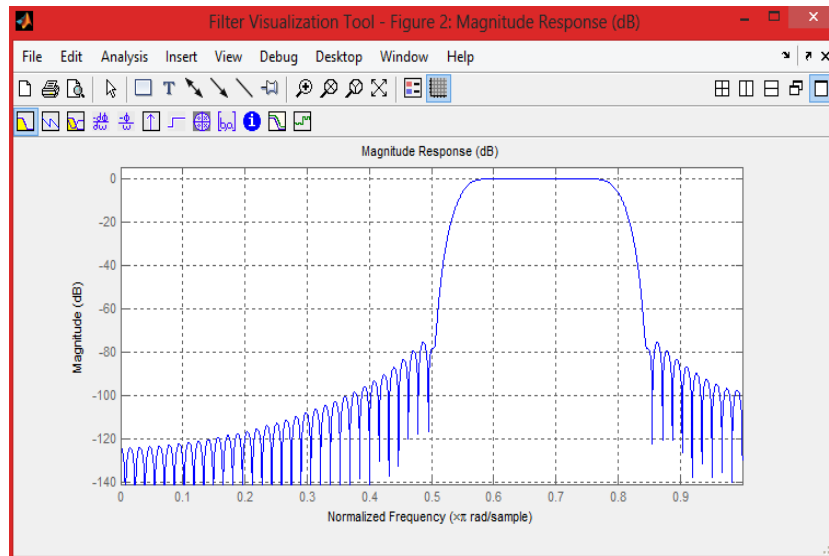 Filter Visualization Tool - Figure 2: Magnitude Response (dB)
File Edit Analysis Insert View Debug Desktop Window Help
Magnitude Response (dB)
0
-20
-40
-60
-80
-100
-120
-140
Magnitude (dB)
0 0.1 0.2 0.3 0.4 0.5 0.6 0.7 0.8 0.9
Normalized Frequency (×π rad/sample)